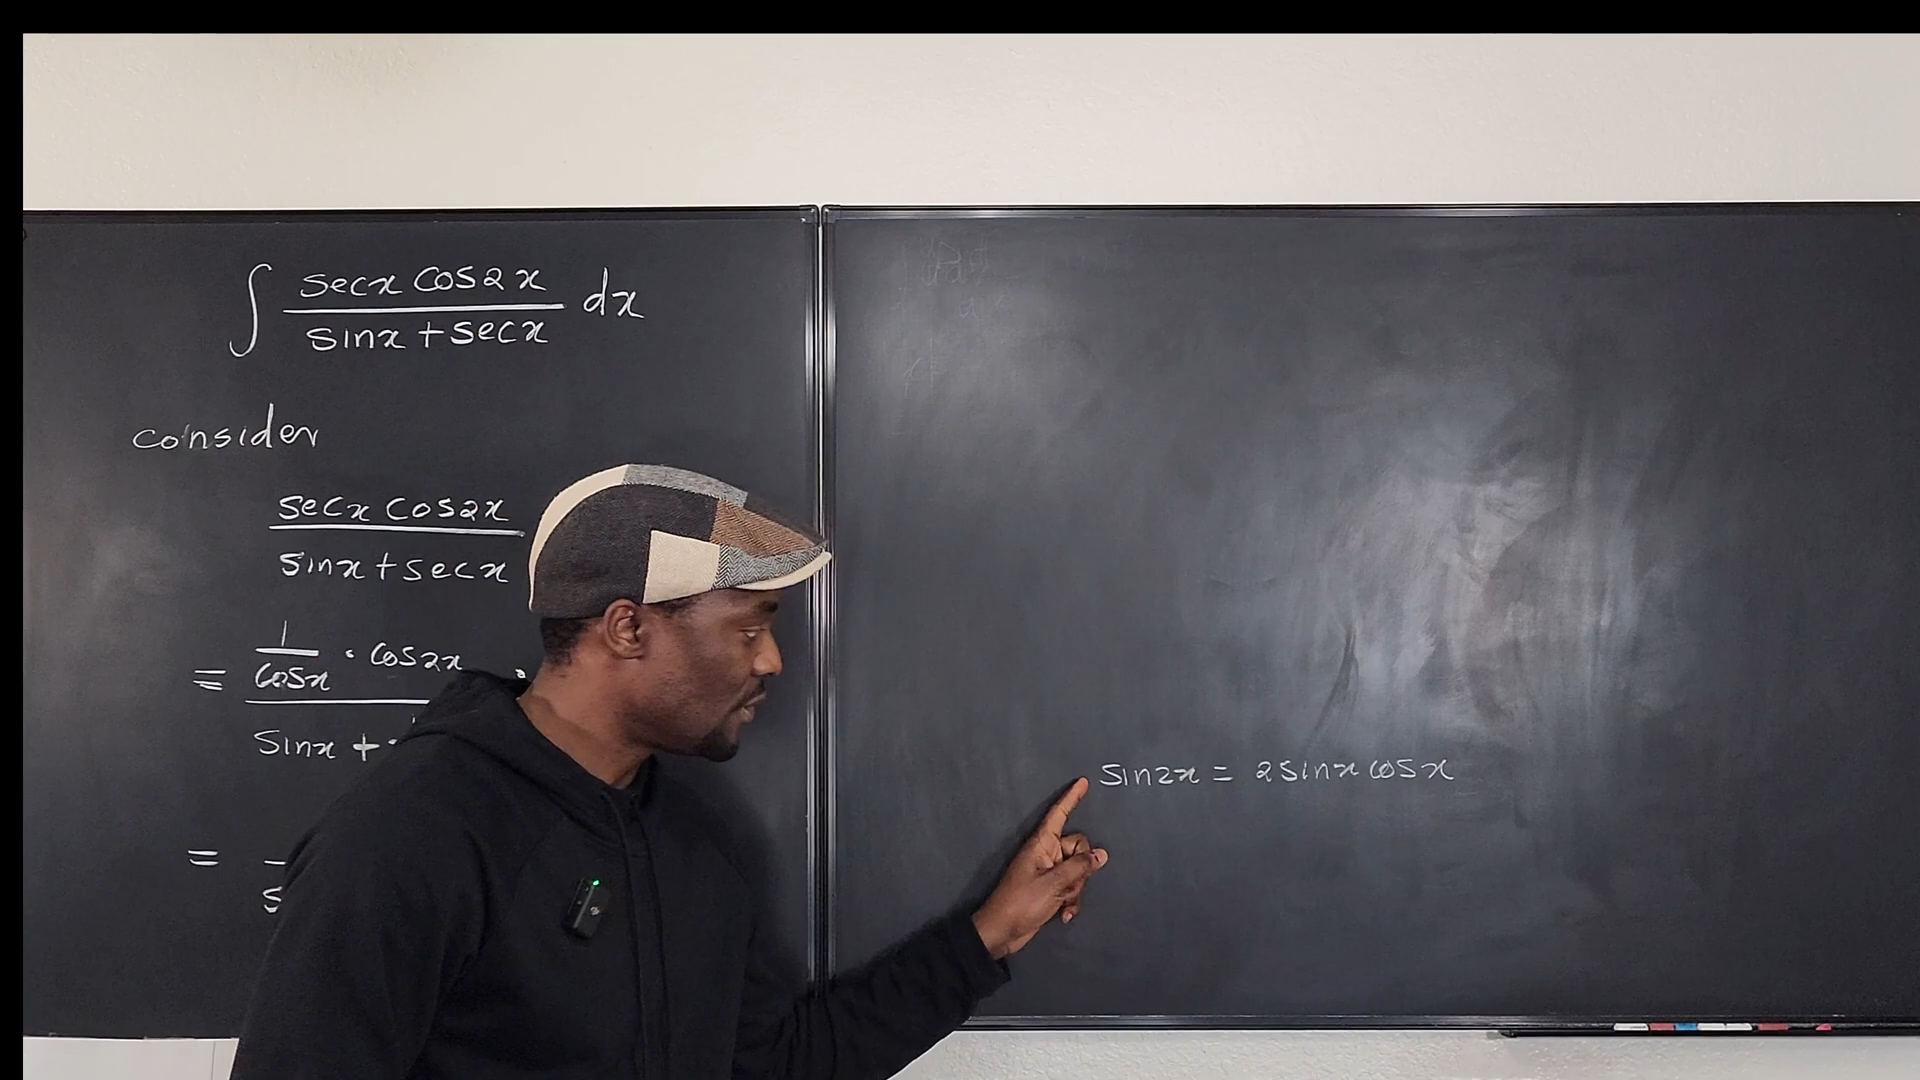 ∫ secx cos2x / sinx + secx dx
consider
secx cos2x / sinx + secx
= 1/cosx · cos2x / sinx +
=
sin2x = 2sinx cosx